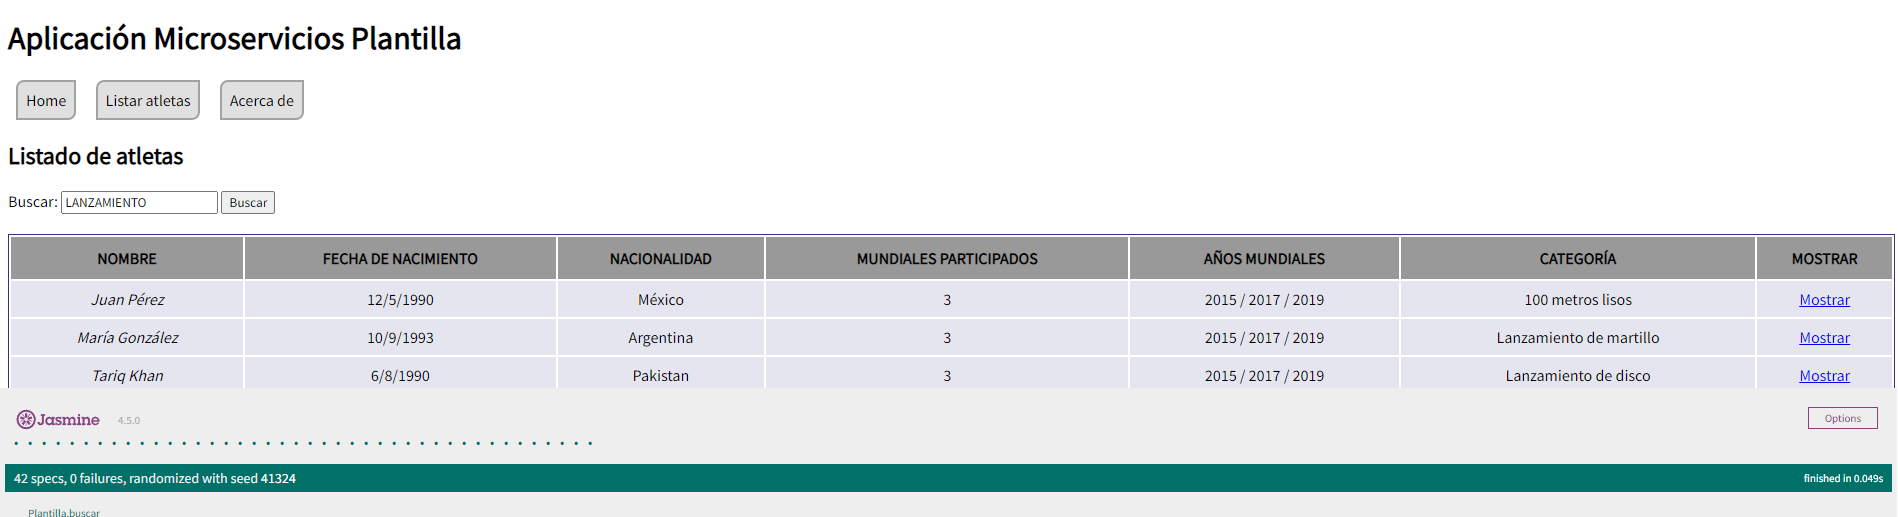 Aplicación Microservicios Plantilla
Home Listar atletas Acerca de
Listado de atletas
Buscar: LANZAMIENTO Buscar
NOMBRE FECHA DE NACIMIENTO NACIONALIDAD MUNDIALES PARTICIPADOS AÑOS MUNDIALES CATEGORÍA MOSTRAR
Juan Pérez 12/5/1990 México 3 2015 / 2017 / 2019 100 metros lisos Mostrar
María González 10/9/1993 Argentina 3 2015 / 2017 / 2019 Lanzamiento de martillo Mostrar
Tariq Khan 6/8/1990 Pakistan 3 2015 / 2017 / 2019 Lanzamiento de disco Mostrar
Jasmine 4.5.0 Options
42 specs, 0 failures, randomized with seed 41324 finished in 0.049s
Plantilla.buscar